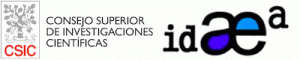 CONSEJO SUPERIOR
DE INVESTIGACIONES
CIENTÍFICAS
CSIC
idæa